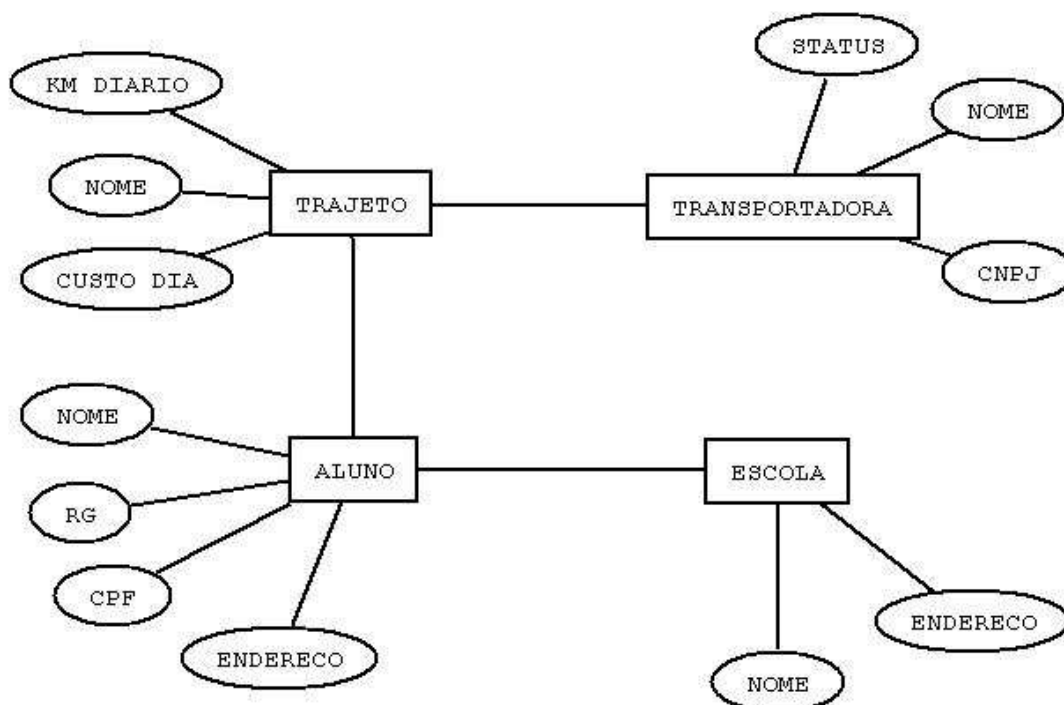 STATUS
KM DIARIO
NOME
NOME
TRAJETO
TRANSPORTADORA
CUSTO DIA
CNPJ
NOME
ALUNO
ESCOLA
RG
CPF
ENDERECO
ENDERECO
NOME